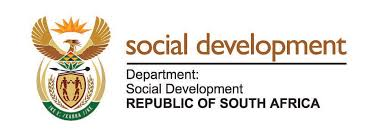 social development
Department:
Social Development
REPUBLIC OF SOUTH AFRICA